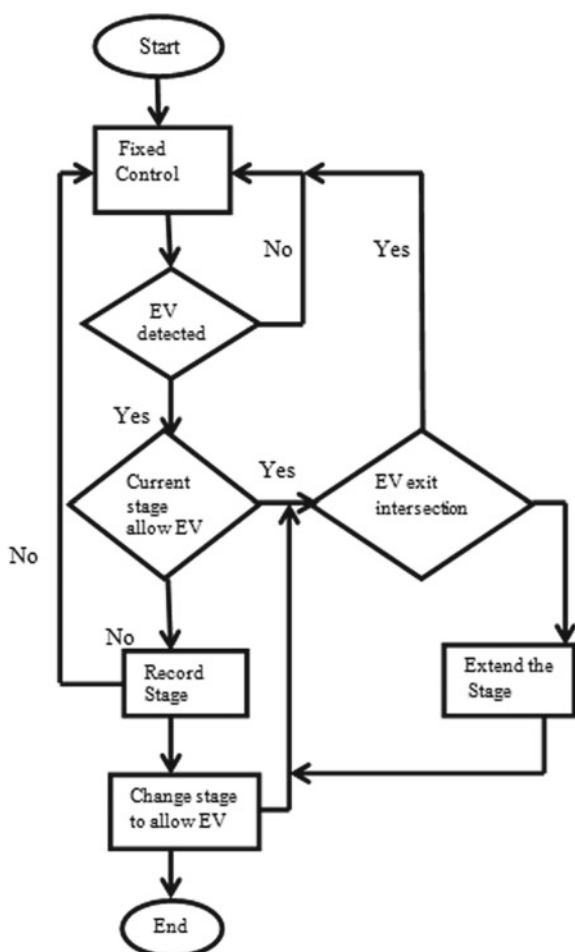 Start
Fixed
Control
No
Yes
EV
detected
Yes
Current
stage
allow EV
Yes
EV exit
intersection
No
No
Record
Stage
Extend the
Stage
Change stage
to allow EV
End